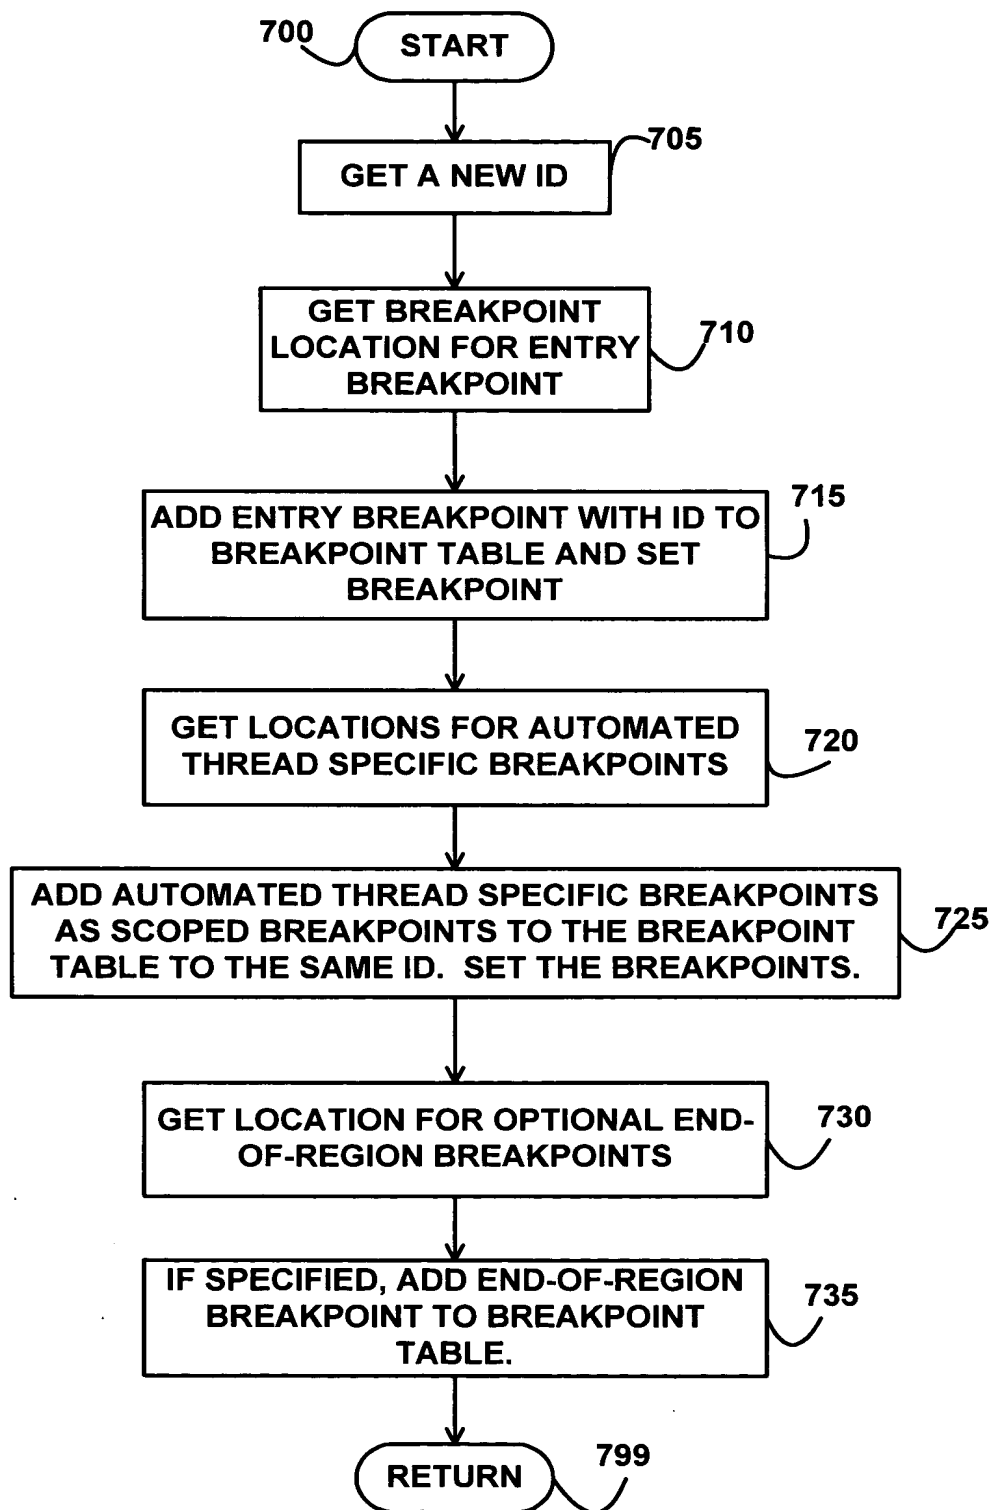 700
START
705
GET A NEW ID
GET BREAKPOINT
LOCATION FOR ENTRY
BREAKPOINT
710
715
ADD ENTRY BREAKPOINT WITH ID TO
BREAKPOINT TABLE AND SET
BREAKPOINT
GET LOCATIONS FOR AUTOMATED
THREAD SPECIFIC BREAKPOINTS
720
ADD AUTOMATED THREAD SPECIFIC BREAKPOINTS
AS SCOPED BREAKPOINTS TO THE BREAKPOINT
TABLE TO THE SAME ID.  SET THE BREAKPOINTS.
725
GET LOCATION FOR OPTIONAL END-
OF-REGION BREAKPOINTS
730
IF SPECIFIED, ADD END-OF-REGION
BREAKPOINT TO BREAKPOINT
TABLE.
735
RETURN
799